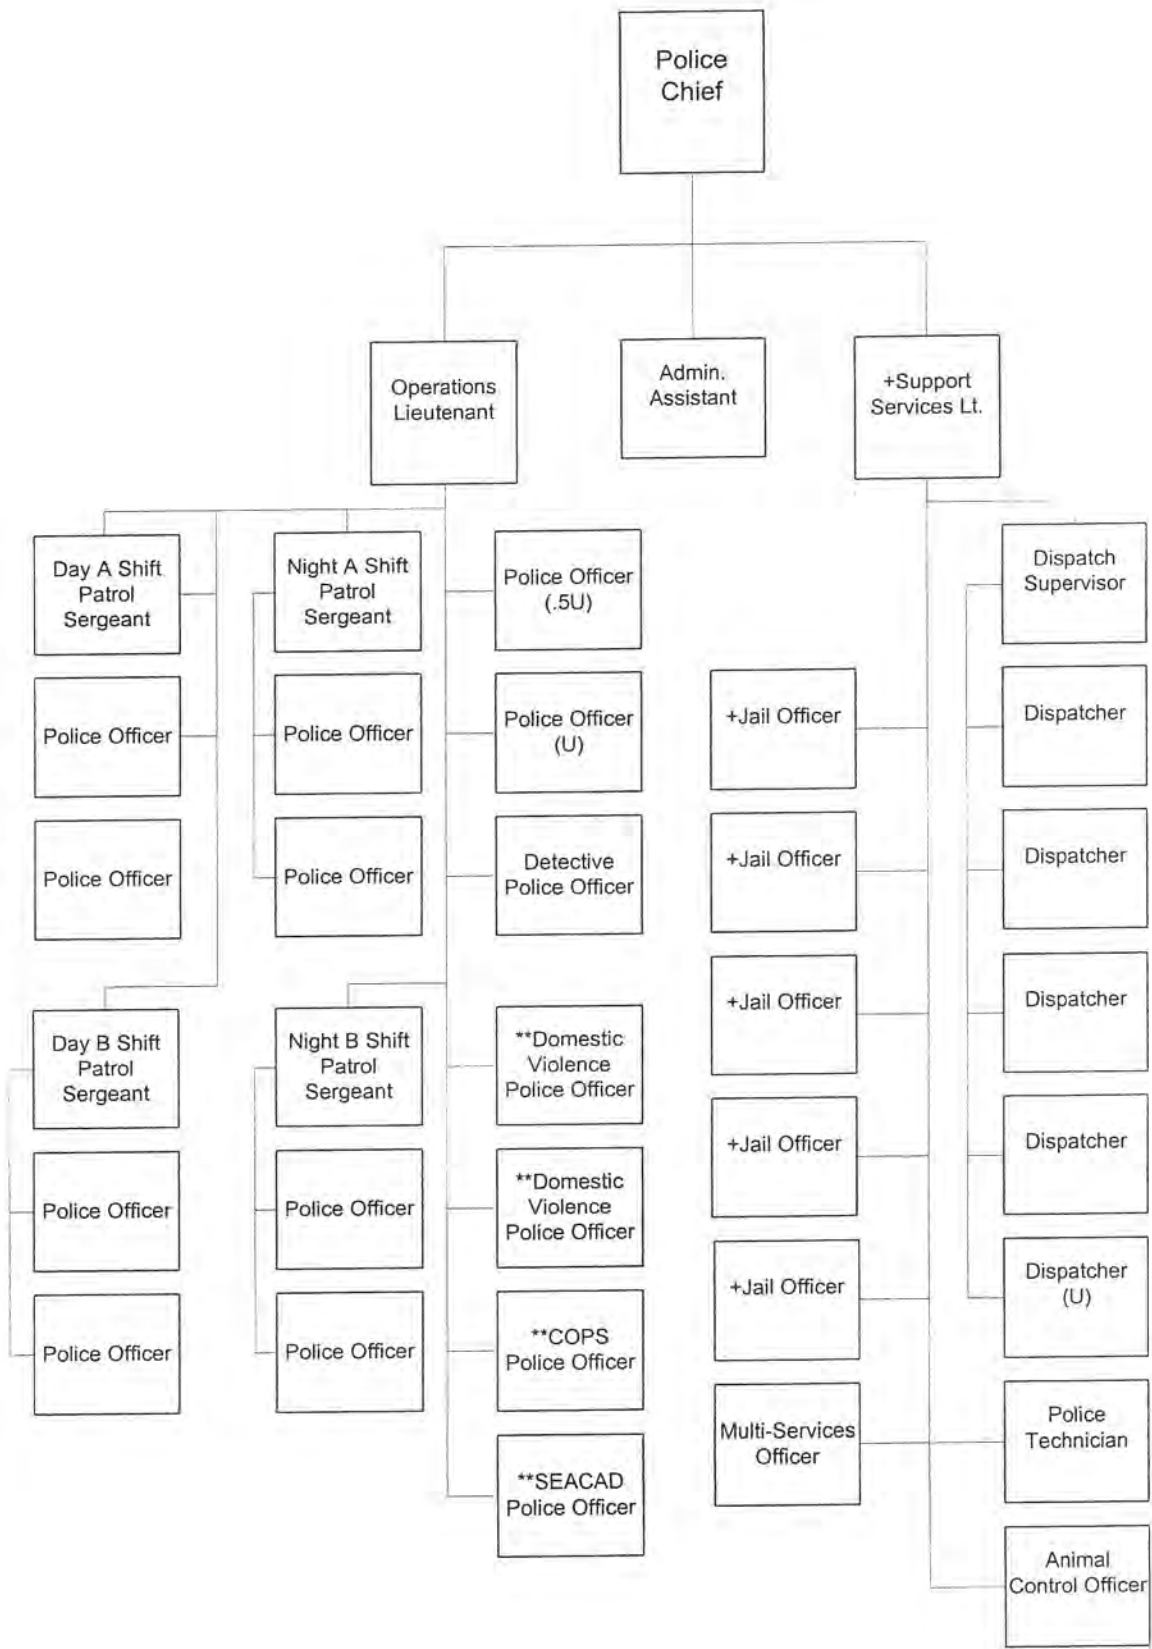 Police
Chief
Operations
Lieutenant
Admin.
Assistant
+Support
Services Lt.
Day A Shift
Patrol
Sergeant
Police Officer
Police Officer
Night A Shift
Patrol
Sergeant
Police Officer
Police Officer
Police Officer
(.5U)
Police Officer
(U)
Detective
Police Officer
Day B Shift
Patrol
Sergeant
Police Officer
Police Officer
Night B Shift
Patrol
Sergeant
Police Officer
Police Officer
**Domestic
Violence
Police Officer
**Domestic
Violence
Police Officer
**COPS
Police Officer
**SEACAD
Police Officer
+Jail Officer
+Jail Officer
+Jail Officer
+Jail Officer
+Jail Officer
Multi-Services
Officer
Dispatch
Supervisor
Dispatcher
Dispatcher
Dispatcher
Dispatcher
Dispatcher
(U)
Police
Technician
Animal
Control Officer